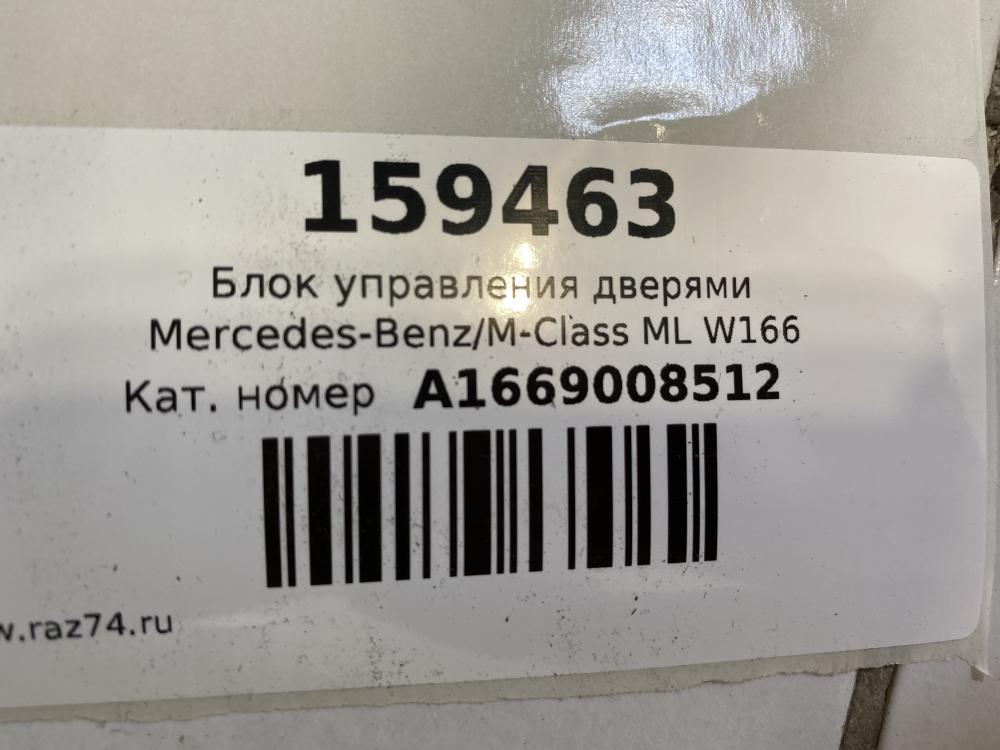 159463
Блок управления дверями
Mercedes-Benz/M-Class ML W166
Кат. номер A1669008512
w.raz74.ru